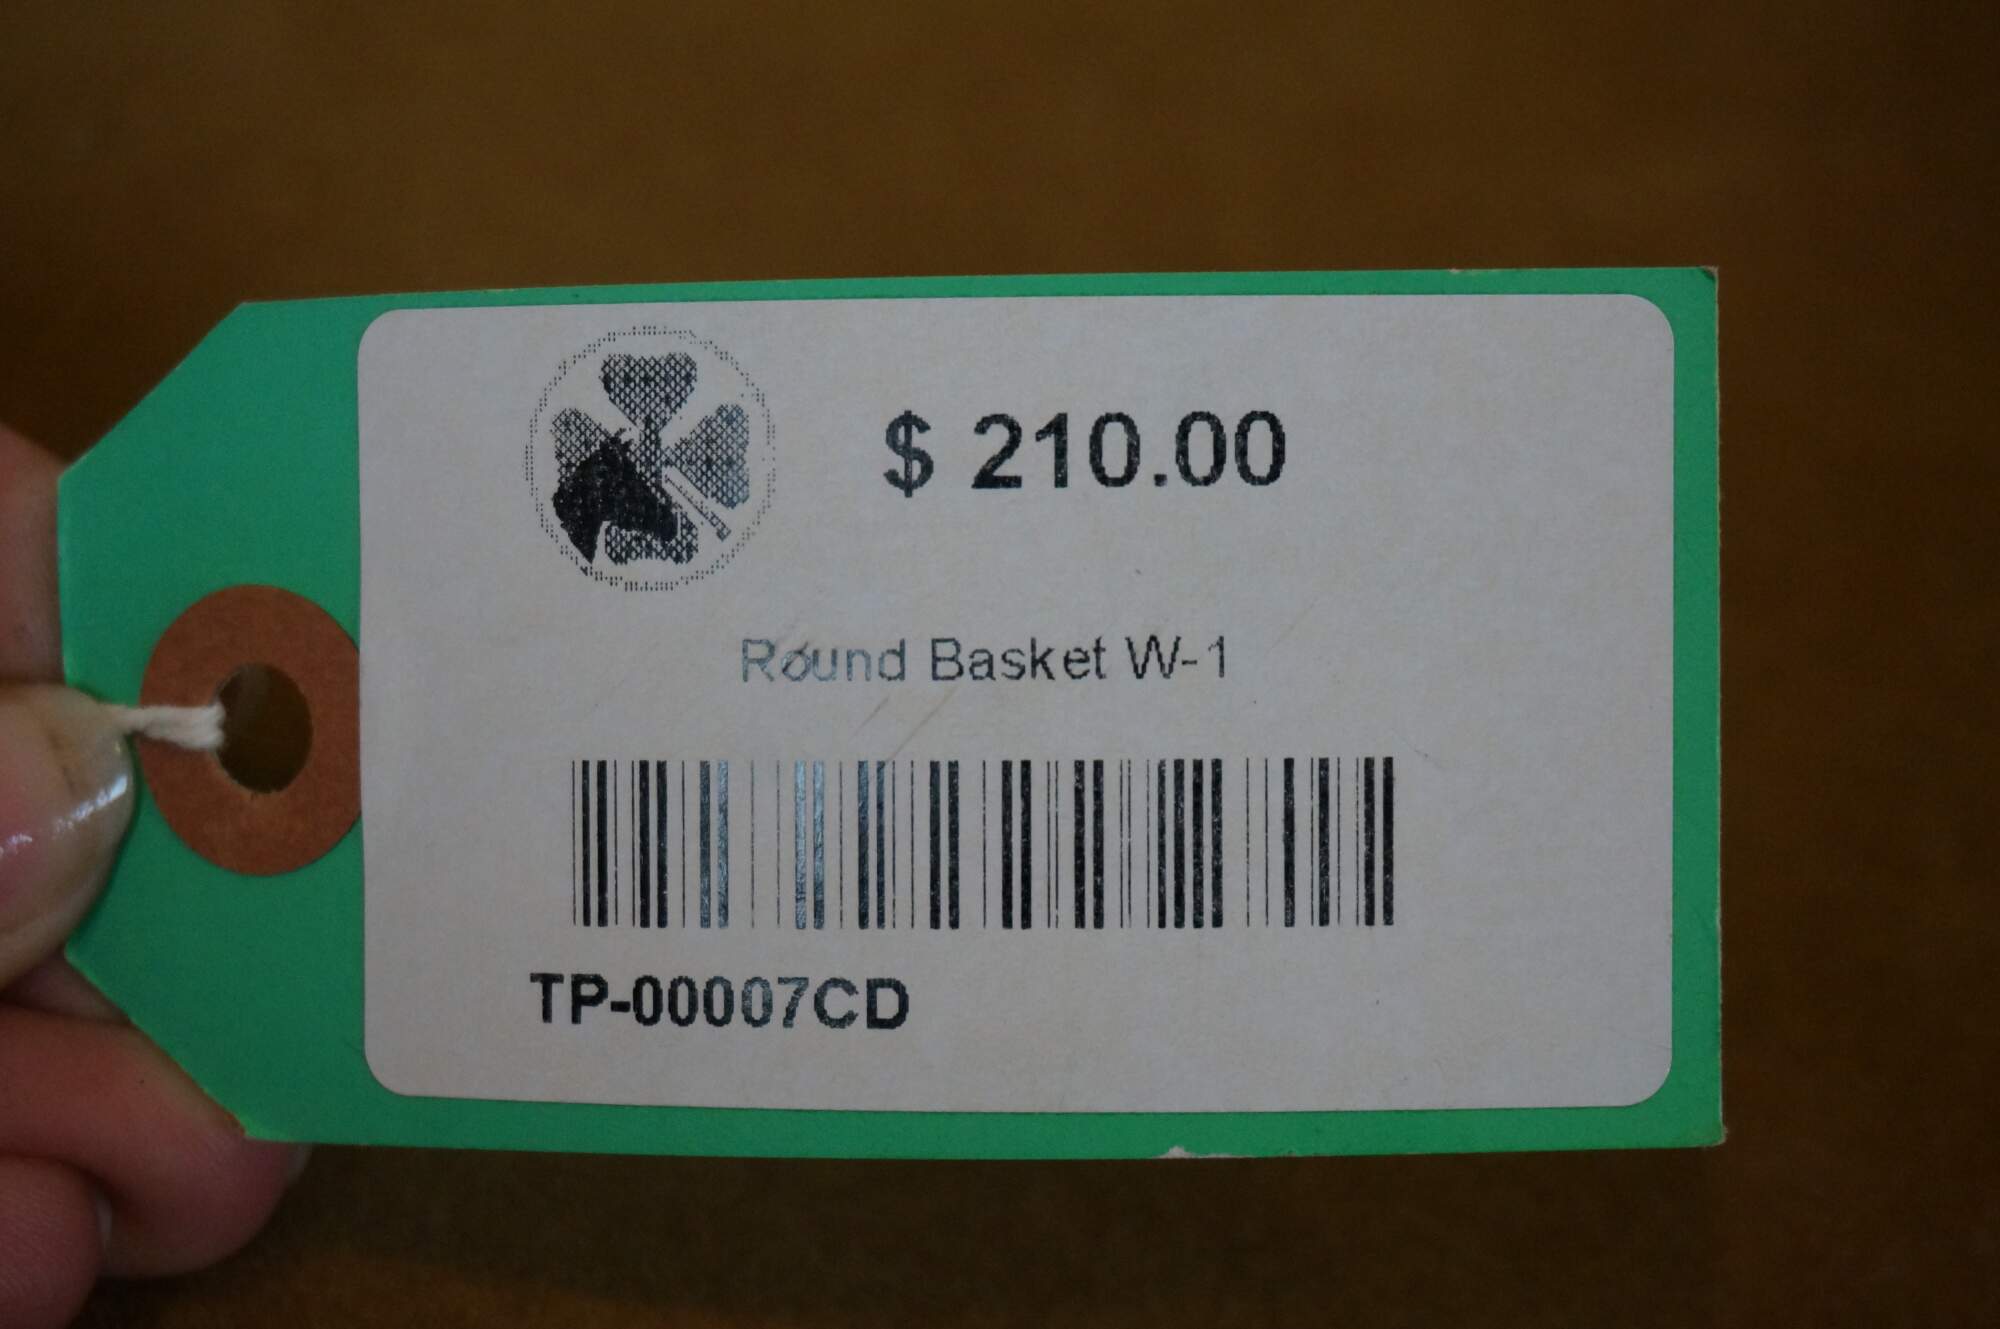 $ 210.00
Round Basket W-1
TP-00007CD